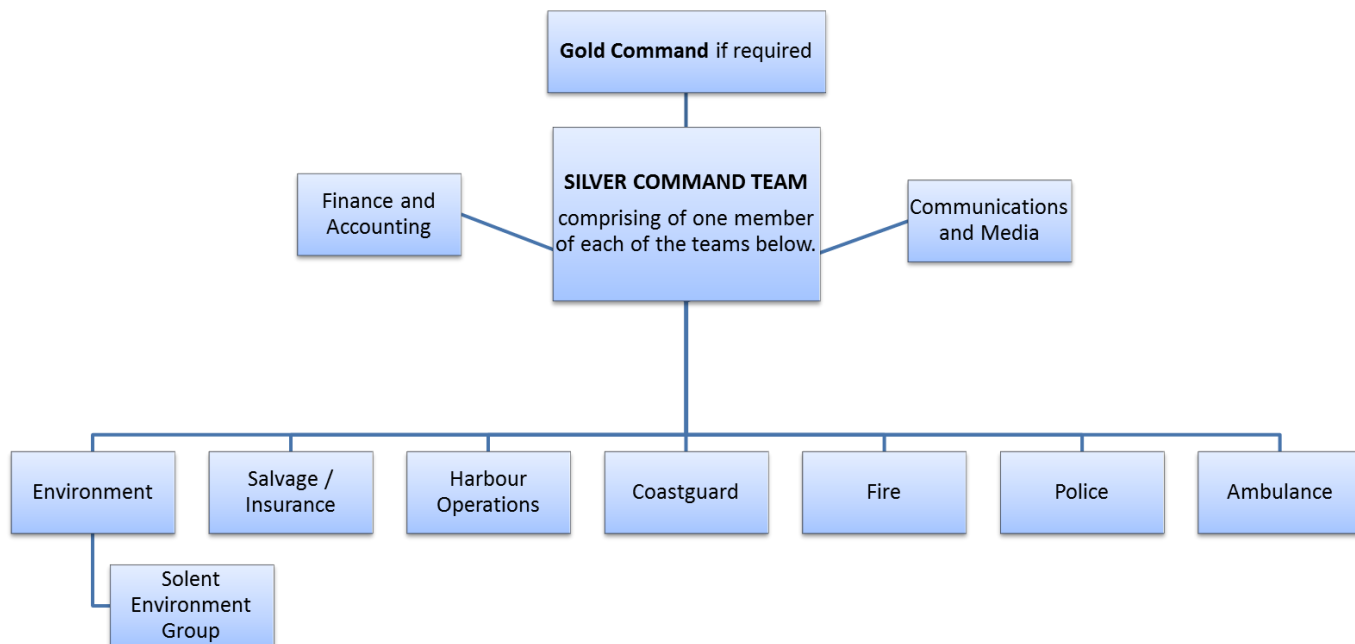 Gold Command if required
SILVER COMMAND TEAM
comprising of one member
of each of the teams below.
Finance and
Accounting
Communications
and Media
Environment
Salvage /
Insurance
Harbour
Operations
Coastguard
Fire
Police
Ambulance
Solent
Environment
Group